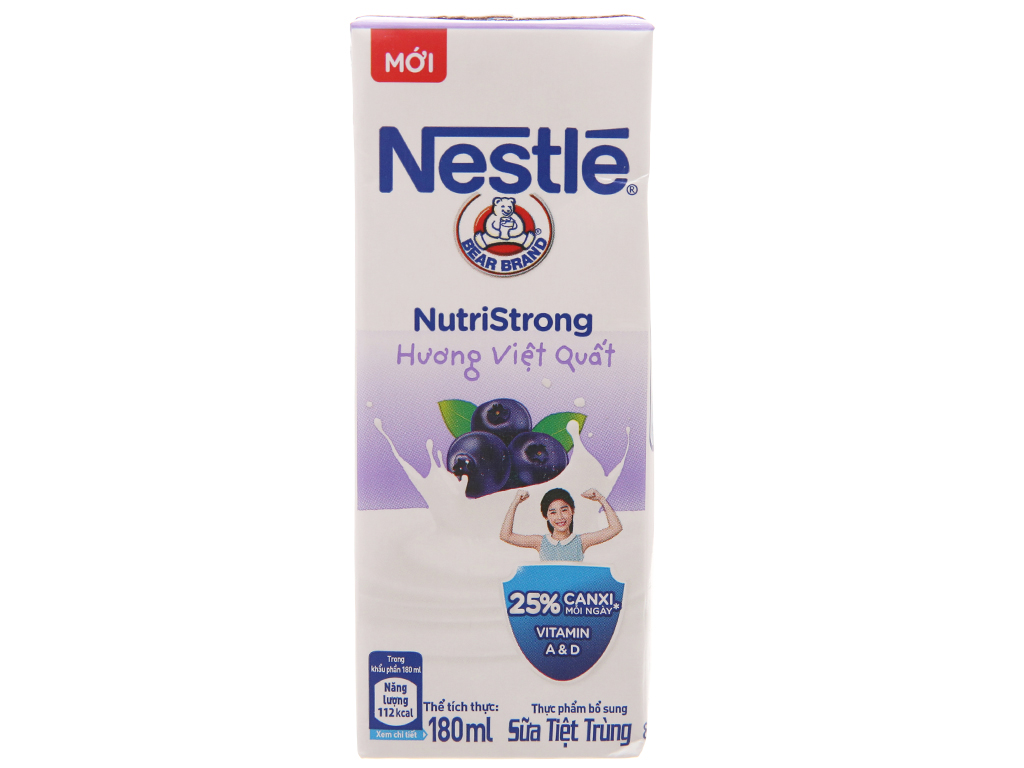 MỚI
Nestlé®
BEAR BRAND®
NutriStrong
Hương Việt Quất
25% CANXI
MỖI NGÀY*
VITAMIN
A & D
Trong
khẩu phần 180 ml
Năng
lượng
112 kcal
Xem chi tiết
Thể tích thực:
180ml
Thực phẩm bổ sung
Sữa Tiệt Trùng